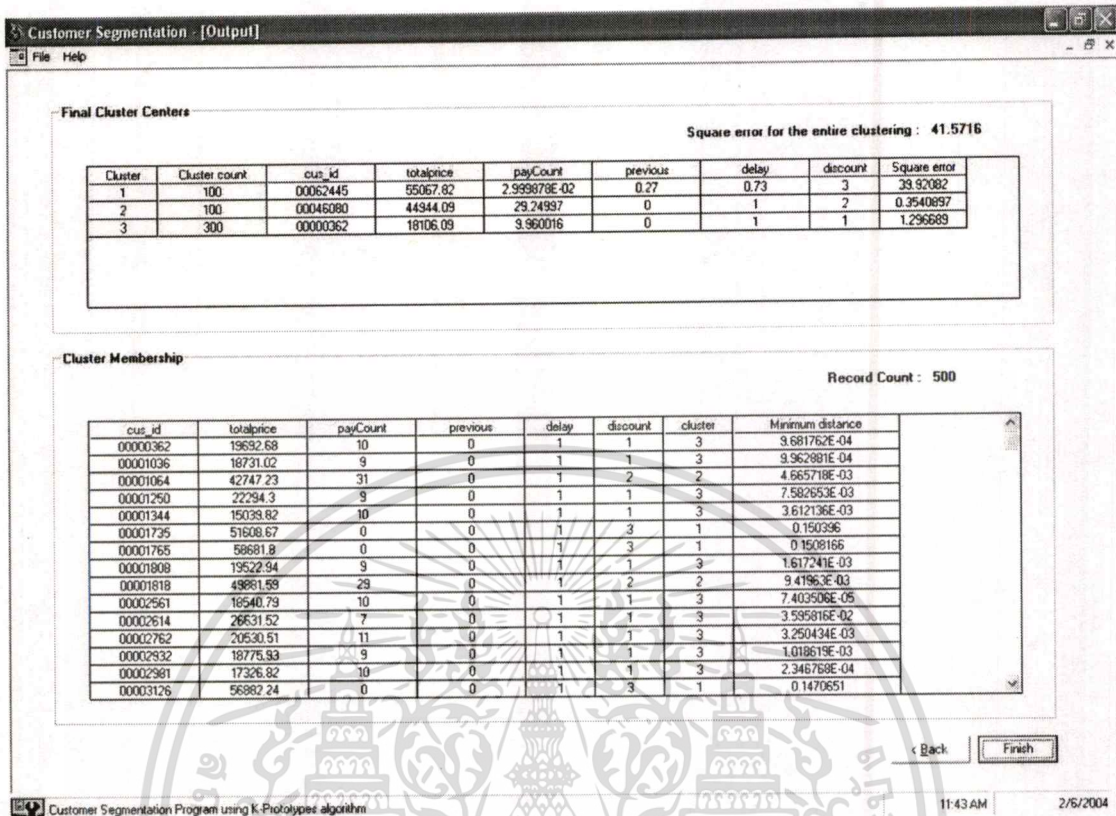 Customer Segmentation - [Output]
File Help
Final Cluster Centers
Square error for the entire clustering : 41.5716
Cluster Cluster count cus_id totalprice payCount previous delay discount Square error
1 100 00062445 55067.82 2.999878E-02 0.27 0.73 3 39.92082
2 100 00046080 44944.09 29.24997 0 1 2 0.3540897
3 300 00000362 18106.09 9.960016 0 1 1 1.296689
Cluster Membership
Record Count : 500
cus_id totalprice payCount previous delay discount cluster Minimum distance
00000362 19692.68 10 0 1 1 3 9.681762E-04
00001036 18731.02 9 0 1 1 3 9.962881E-04
00001064 42747.23 31 0 1 2 2 4.665718E-03
00001250 22294.3 9 0 1 1 3 7.582653E-03
00001344 15039.82 10 0 1 1 3 3.612136E-03
00001735 51608.67 0 0 1 3 1 0.150396
00001765 58681.8 0 0 1 3 1 0.1508166
00001808 19522.94 9 0 1 1 3 1.617241E-03
00001818 49881.59 29 0 1 2 2 9.41963E-03
00002561 18540.79 10 0 1 1 3 7.403506E-05
00002614 26631.52 7 0 1 1 3 3.595816E-02
00002762 20530.51 11 0 1 1 3 3.250434E-03
00002932 18775.93 9 0 1 1 3 1.018619E-03
00002981 17326.82 10 0 1 1 3 2.346768E-04
00003126 56882.24 0 0 1 3 1 0.1470651
< Back Finish
Customer Segmentation Program using K-Prototypes algorithm 11:43 AM 2/6/2004